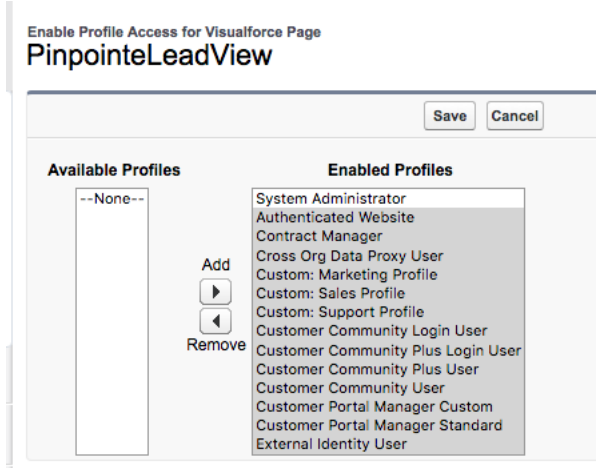 Enable Profile Access for Visualforce Page
PinpointeLeadView
Save Cancel
Available Profiles
Enabled Profiles
--None--
Add
Remove
System Administrator
Authenticated Website
Contract Manager
Cross Org Data Proxy User
Custom: Marketing Profile
Custom: Sales Profile
Custom: Support Profile
Customer Community Login User
Customer Community Plus Login User
Customer Community Plus User
Customer Community User
Customer Portal Manager Custom
Customer Portal Manager Standard
External Identity User